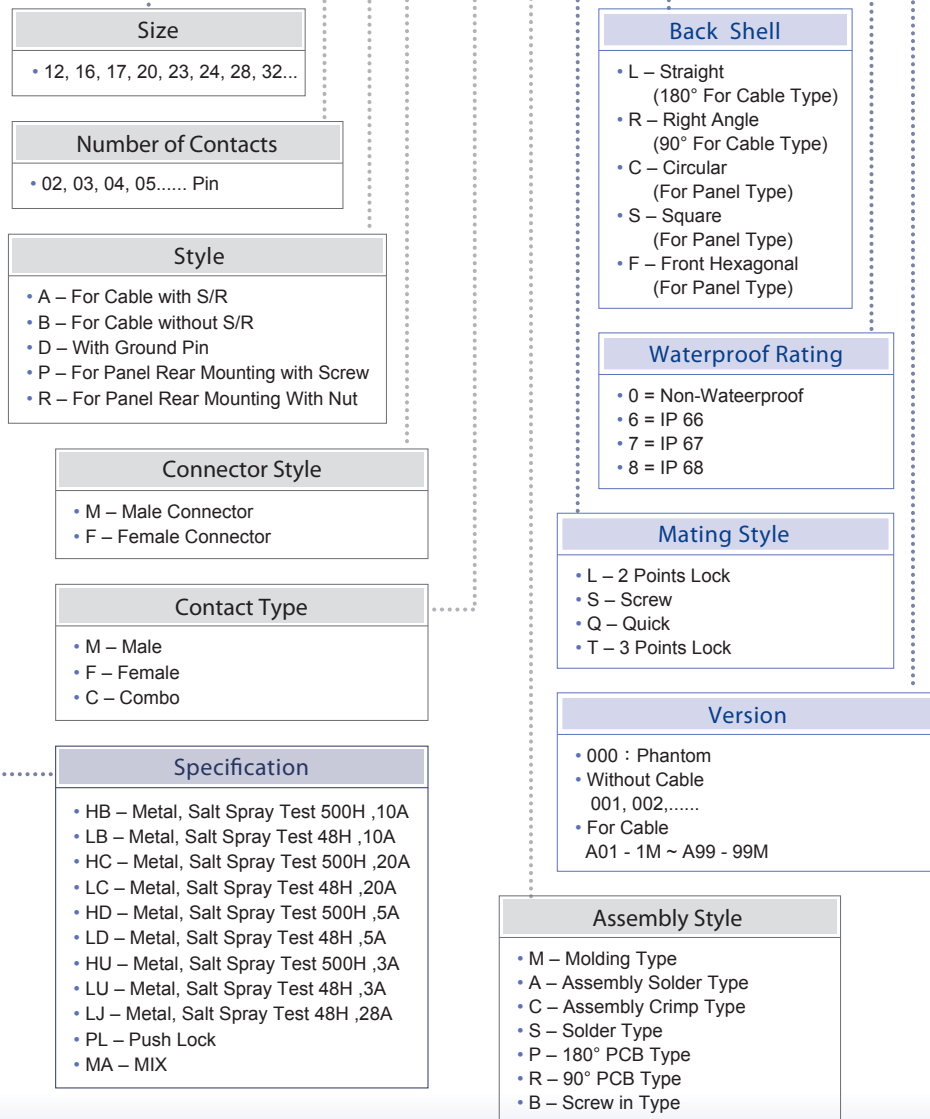 Size
• 12, 16, 17, 20, 23, 24, 28, 32...
Number of Contacts
• 02, 03, 04, 05...... Pin
Style
• A – For Cable with S/R
• B – For Cable without S/R
• D – With Ground Pin
• P – For Panel Rear Mounting with Screw
• R – For Panel Rear Mounting With Nut
Connector Style
• M – Male Connector
• F – Female Connector
Contact Type
• M – Male
• F – Female
• C – Combo
Specification
• HB – Metal, Salt Spray Test 500H ,10A
• LB – Metal, Salt Spray Test 48H ,10A
• HC – Metal, Salt Spray Test 500H ,20A
• LC – Metal, Salt Spray Test 48H ,20A
• HD – Metal, Salt Spray Test 500H ,5A
• LD – Metal, Salt Spray Test 48H ,5A
• HU – Metal, Salt Spray Test 500H ,3A
• LU – Metal, Salt Spray Test 48H ,3A
• LJ – Metal, Salt Spray Test 48H ,28A
• PL – Push Lock
• MA – MIX
Back Shell
• L – Straight
(180° For Cable Type)
• R – Right Angle
(90° For Cable Type)
• C – Circular
(For Panel Type)
• S – Square
(For Panel Type)
• F – Front Hexagonal
(For Panel Type)
Waterproof Rating
• 0 = Non-Wateerproof
• 6 = IP 66
• 7 = IP 67
• 8 = IP 68
Mating Style
• L – 2 Points Lock
• S – Screw
• Q – Quick
• T – 3 Points Lock
Version
• 000：Phantom
• Without Cable
001, 002,......
• For Cable
A01 - 1M ~ A99 - 99M
Assembly Style
• M – Molding Type
• A – Assembly Solder Type
• C – Assembly Crimp Type
• S – Solder Type
• P – 180° PCB Type
• R – 90° PCB Type
• B – Screw in Type